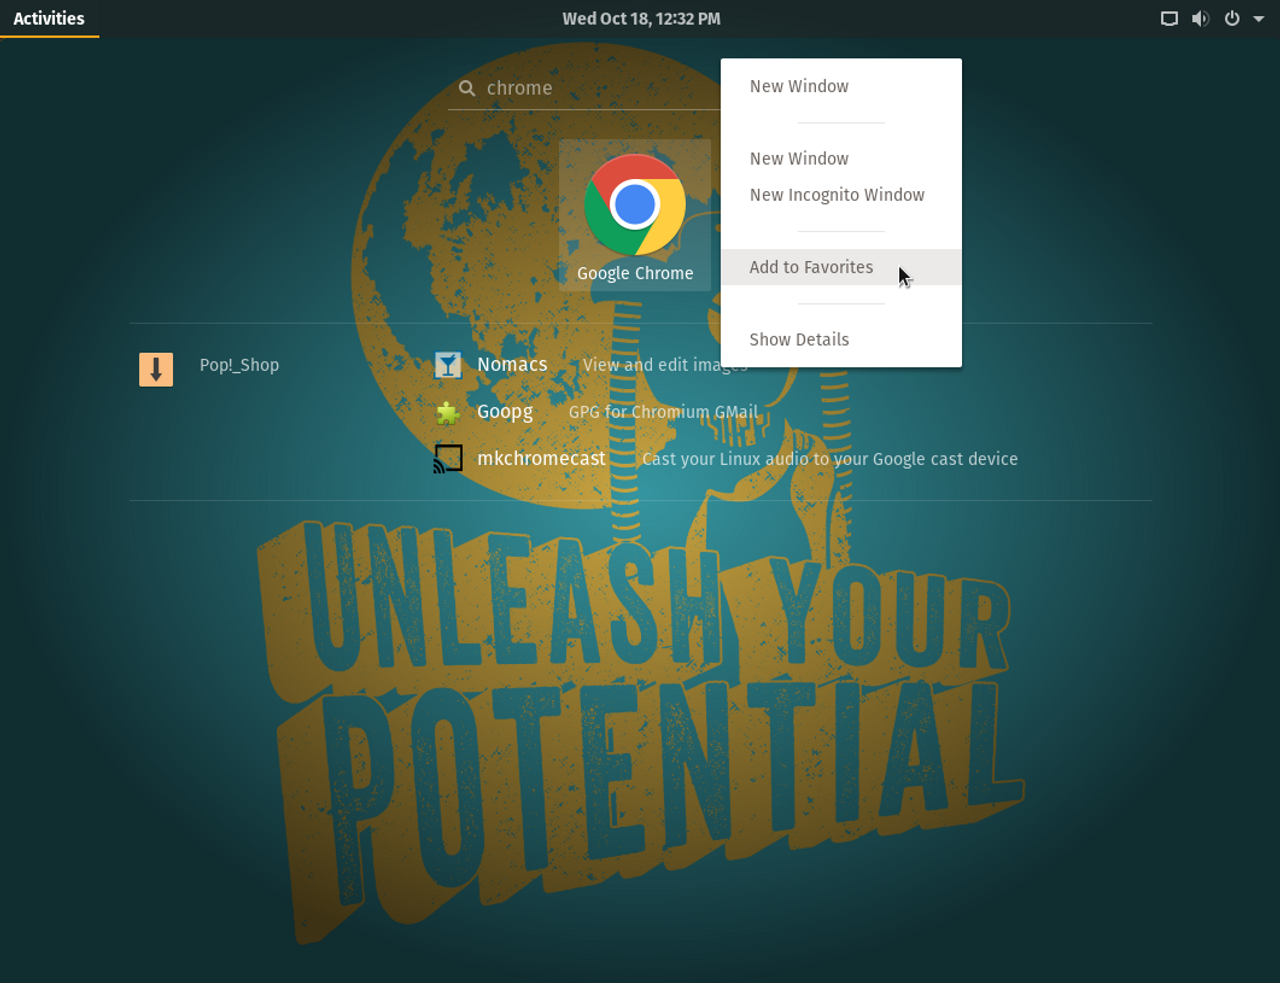 Activities
Wed Oct 18, 12:32 PM
chrome
New Window
New Window
New Incognito Window
Add to Favorites
Show Details
Google Chrome
Pop!_Shop
Nomacs View and edit images
Goopg GPG for Chromium GMail
mkchromecast Cast your Linux audio to your Google cast device
UNLEASH YOUR
POTENTIAL